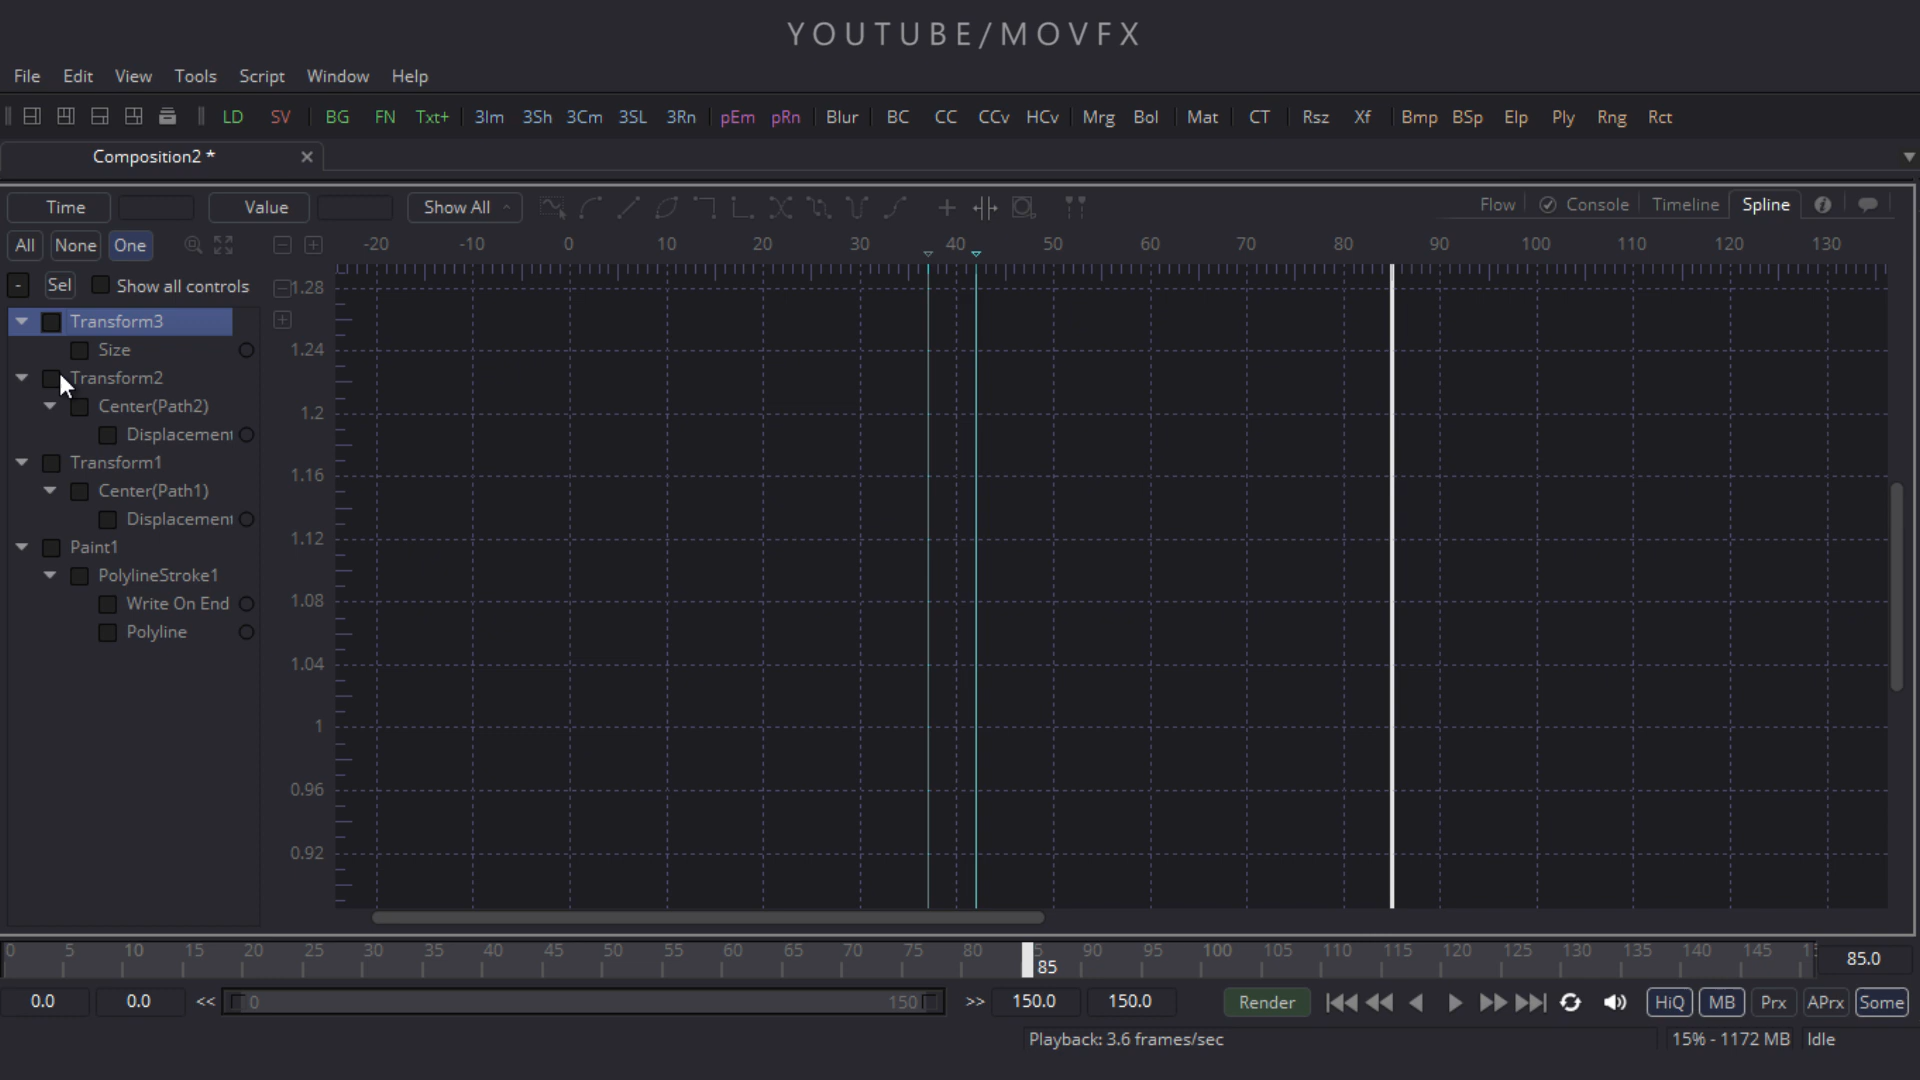 YOUTUBE/MOVFX
File Edit View Tools Script Window Help
LD SV BG FN Txt+ 3Im 3Sh 3Cm 3SL 3Rn pEm pRn Blur BC CC CCv HCv Mrg Bol Mat CT Rsz Xf Bmp BSp Elp Ply Rng Rct
Composition2 *
Time Value Show All Flow Console Timeline Spline
All None One -20 -10 0 10 20 30 40 50 60 70 80 90 100 110 120 130
- Sel Show all controls 1.28
Transform3
Size 1.24
Transform2
Center(Path2) 1.2
Displacement
Transform1 1.16
Center(Path1)
Displacement
Paint1 1.12
PolylineStroke1
Write On End 1.08
Polyline
1.04
1
0.96
0.92
0 5 10 15 20 25 30 35 40 45 50 55 60 65 70 75 80 5 90 95 100 105 110 115 120 125 130 135 140 145 85.0
85
0.0 0.0 << 0 150 >> 150.0 150.0 Render HiQ MB Prx APrx Some
Playback: 3.6 frames/sec 15% - 1172 MB Idle